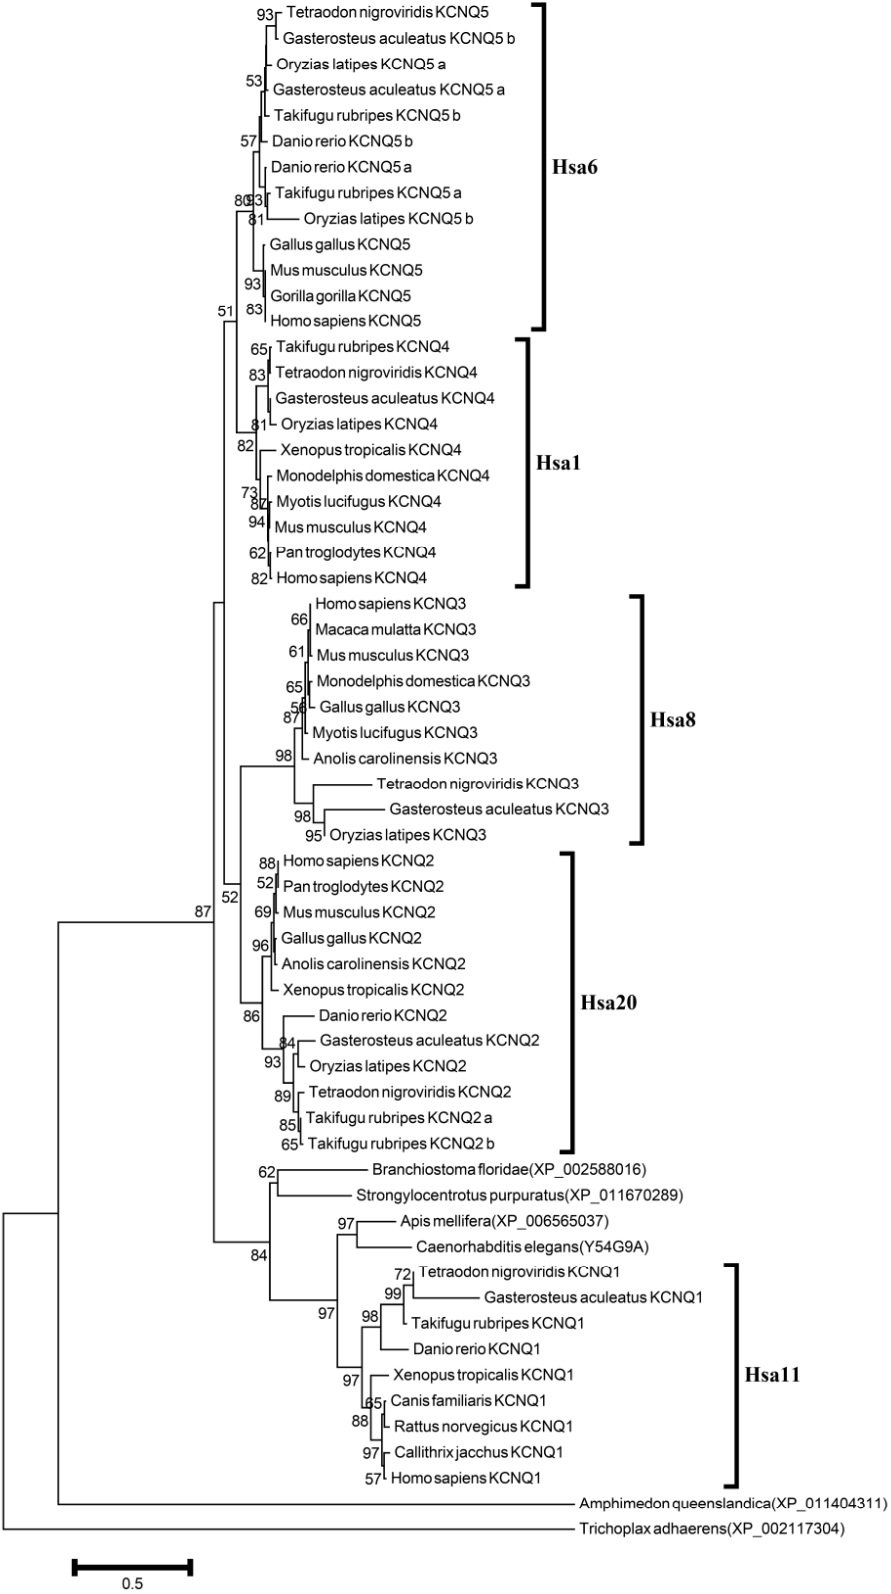 93
Tetraodon nigroviridis KCNQ5
Gasterosteus aculeatus KCNQ5 b
Oryzias latipes KCNQ5 a
53
Gasterosteus aculeatus KCNQ5 a
Takifugu rubripes KCNQ5 b
57
Danio rerio KCNQ5 b
Danio rerio KCNQ5 a
Hsa6
80
93
Takifugu rubripes KCNQ5 a
81
Oryzias latipes KCNQ5 b
Gallus gallus KCNQ5
Mus musculus KCNQ5
93
Gorilla gorilla KCNQ5
83
51
Homo sapiens KCNQ5
65
Takifugu rubripes KCNQ4
83
Tetraodon nigroviridis KCNQ4
Gasterosteus aculeatus KCNQ4
81
Oryzias latipes KCNQ4
82
Xenopus tropicalis KCNQ4
Hsa1
Monodelphis domestica KCNQ4
73
87
Myotis lucifugus KCNQ4
94
Mus musculus KCNQ4
62
Pan troglodytes KCNQ4
82
Homo sapiens KCNQ4
Homo sapiens KCNQ3
66
Macaca mulatta KCNQ3
61
Mus musculus KCNQ3
65
Monodelphis domestica KCNQ3
56
Gallus gallus KCNQ3
87
Hsa8
Myotis lucifugus KCNQ3
98
Anolis carolinensis KCNQ3
Tetraodon nigroviridis KCNQ3
98
Gasterosteus aculeatus KCNQ3
95
Oryzias latipes KCNQ3
88
Homo sapiens KCNQ2
52
Pan troglodytes KCNQ2
52
87
69
Mus musculus KCNQ2
96
Gallus gallus KCNQ2
Anolis carolinensis KCNQ2
Xenopus tropicalis KCNQ2
Hsa20
86
Danio rerio KCNQ2
84
Gasterosteus aculeatus KCNQ2
93
Oryzias latipes KCNQ2
89
Tetraodon nigroviridis KCNQ2
85
Takifugu rubripes KCNQ2 a
65
Takifugu rubripes KCNQ2 b
62
Branchiostoma floridae(XP_002588016)
Strongylocentrotus purpuratus(XP_011670289)
97
Apis mellifera(XP_006565037)
84
Caenorhabditis elegans(Y54G9A)
72
Tetraodon nigroviridis KCNQ1
99
Gasterosteus aculeatus KCNQ1
97
98
Takifugu rubripes KCNQ1
Danio rerio KCNQ1
97
Xenopus tropicalis KCNQ1
Hsa11
65
Canis familiaris KCNQ1
88
Rattus norvegicus KCNQ1
97
Callithrix jacchus KCNQ1
57
Homo sapiens KCNQ1
Amphimedon queenslandica(XP_011404311)
Trichoplax adhaerens(XP_002117304)
0.5